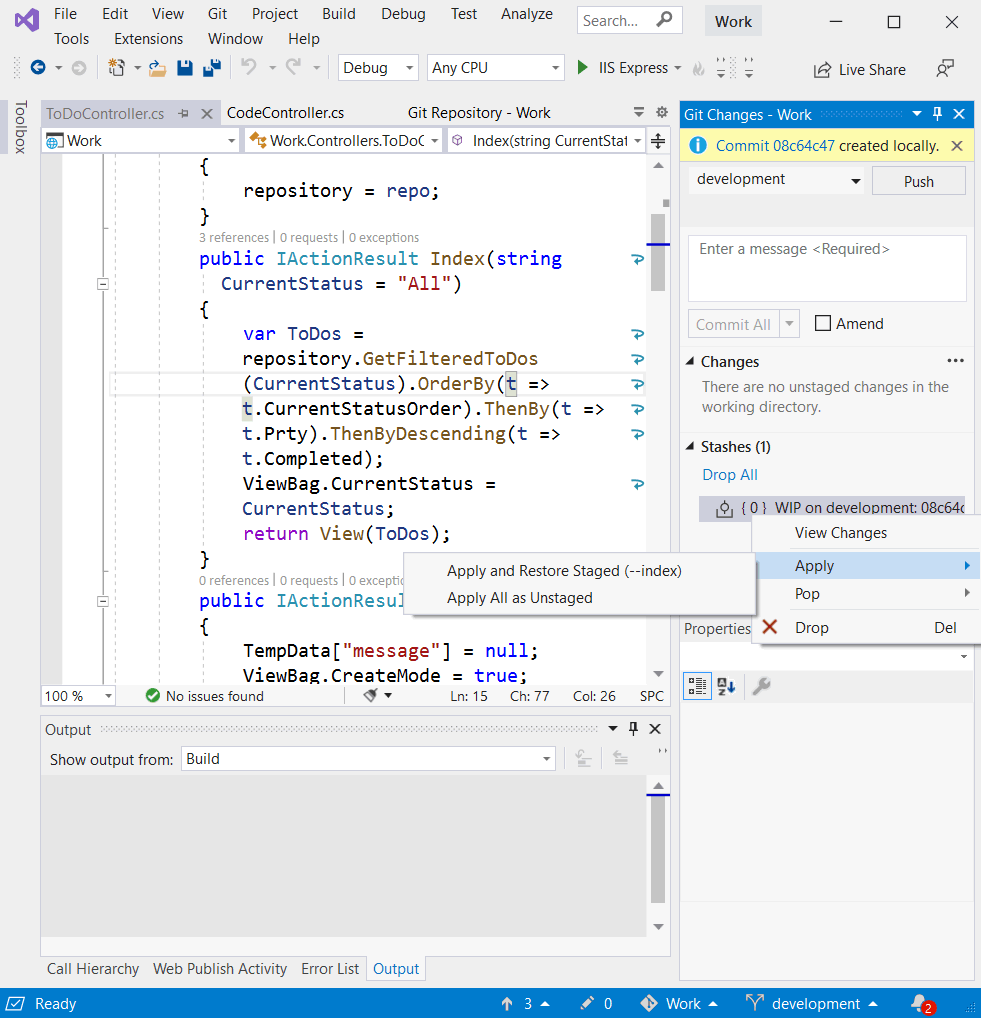 File Edit View Git Project Build Debug Test Analyze Search... Work
Tools Extensions Window Help
Debug Any CPU IIS Express Live Share
Toolbox
ToDoController.cs CodeController.cs Git Repository - Work
Work Work.Controllers.ToDoC Index(string CurrentStat
{
repository = repo;
}
3 references | 0 requests | 0 exceptions
public IActionResult Index(string
CurrentStatus = "All")
{
var ToDos =
repository.GetFilteredToDos
(CurrentStatus).OrderBy(t =>
t.CurrentStatusOrder).ThenBy(t =>
t.Prty).ThenByDescending(t =>
t.Completed);
ViewBag.CurrentStatus =
CurrentStatus;
return View(ToDos);
}
0 references | 0 requests | 0 exceptic
public IActionResul
{
TempData["message"] = null;
ViewBag.CreateMode = true;
100 % No issues found Ln: 15 Ch: 77 Col: 26 SPC
Git Changes - Work
Commit 08c64c47 created locally.
development Push
Enter a message <Required>
Commit All Amend
Changes
There are no unstaged changes in the
working directory.
Stashes (1)
Drop All
{ 0 } WIP on development: 08c64c
View Changes
Apply
Pop
Drop Del
Apply and Restore Staged (--index)
Apply All as Unstaged
Properties
Output
Show output from: Build
Call Hierarchy Web Publish Activity Error List Output
Ready 3 0 Work development 2